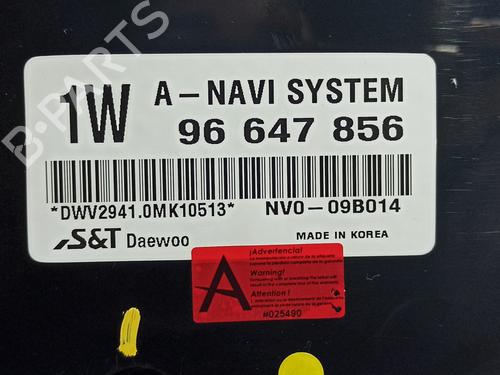 1W A-NAVI SYSTEM
96 647 856
*DWV2941.0MK10513* NV0-09B014
S&T Daewoo MADE IN KOREA
¡Advertencia!
Warning!
Attention !
#025490
A
B-PARTS